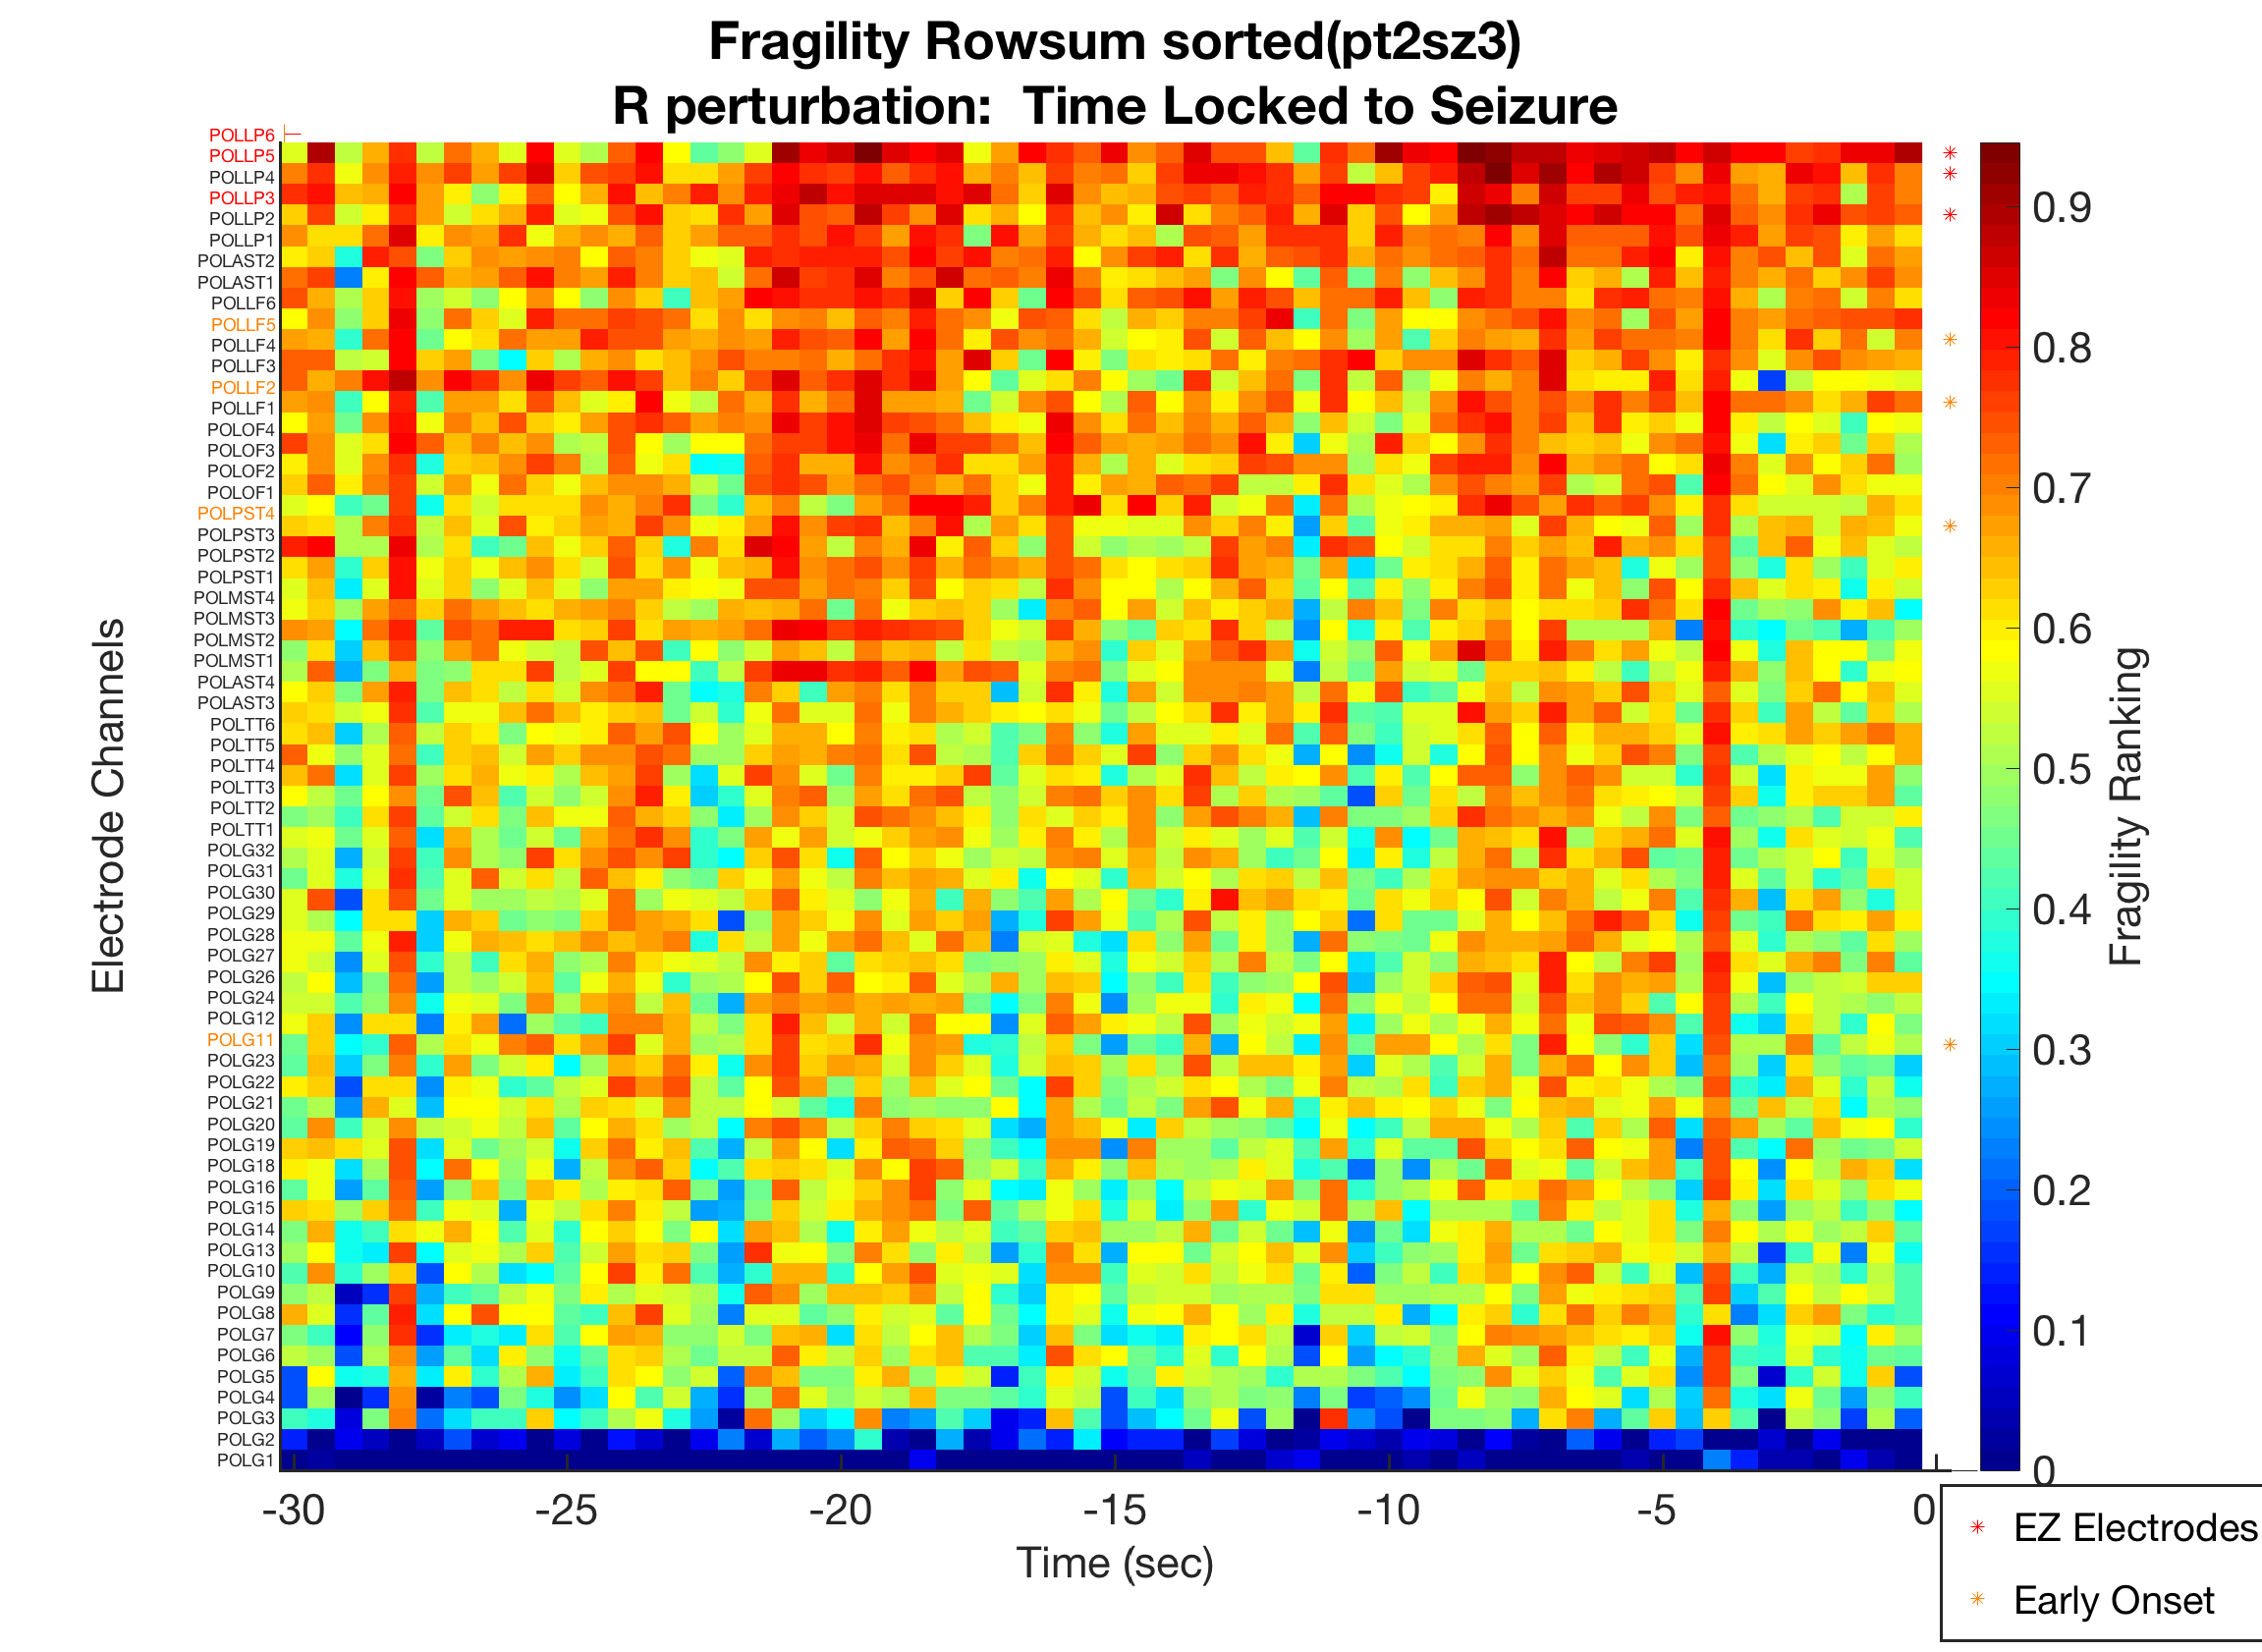 Fragility Rowsum sorted(pt2sz3)
R perturbation:  Time Locked to Seizure
POLLP6
POLLP5
POLLP4
POLLP3
POLLP2
POLLP1
POLAST2
POLAST1
POLLF6
POLLF5
POLLF4
POLLF3
POLLF2
POLLF1
POLOF4
POLOF3
POLOF2
POLOF1
POLPST4
POLPST3
POLPST2
POLPST1
POLMST4
POLMST3
POLMST2
POLMST1
POLAST4
POLAST3
POLTT6
POLTT5
POLTT4
POLTT3
POLTT2
POLTT1
POLG32
POLG31
POLG30
POLG29
POLG28
POLG27
POLG26
POLG24
POLG12
POLG11
POLG23
POLG22
POLG21
POLG20
POLG19
POLG18
POLG16
POLG15
POLG14
POLG13
POLG10
POLG9
POLG8
POLG7
POLG6
POLG5
POLG4
POLG3
POLG2
POLG1
Electrode Channels
-30 -25 -20 -15 -10 -5 0
Time (sec)
0.9
0.8
0.7
0.6
0.5
0.4
0.3
0.2
0.1
0
Fragility Ranking
EZ Electrodes
Early Onset